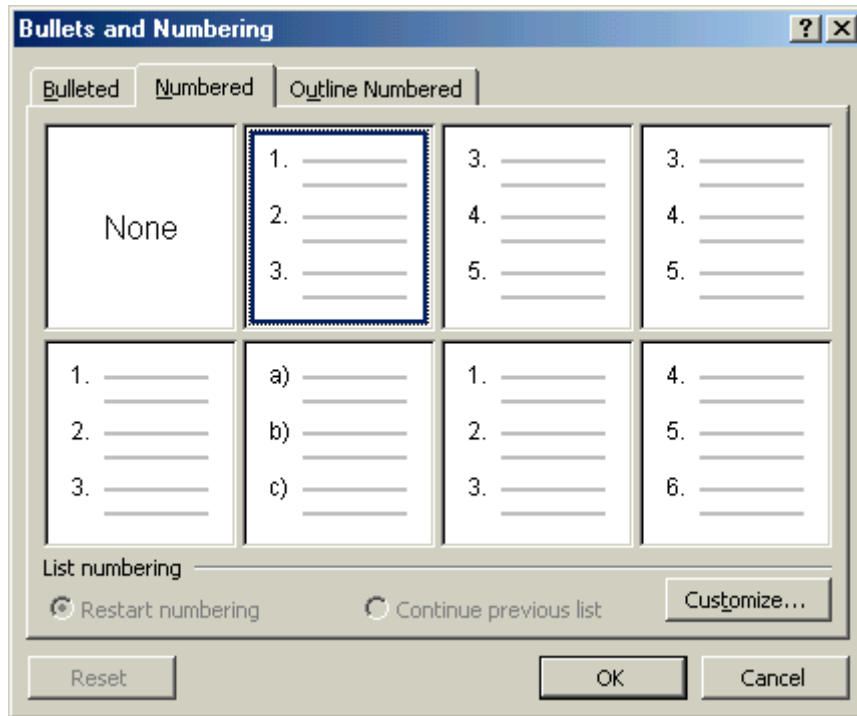 Bullets and Numbering
Bulleted Numbered Outline Numbered
None
1.
2.
3.
3.
4.
5.
3.
4.
5.
1.
2.
3.
a)
b)
c)
1.
2.
3.
4.
5.
6.
List numbering
Restart numbering Continue previous list Customize...
Reset OK Cancel